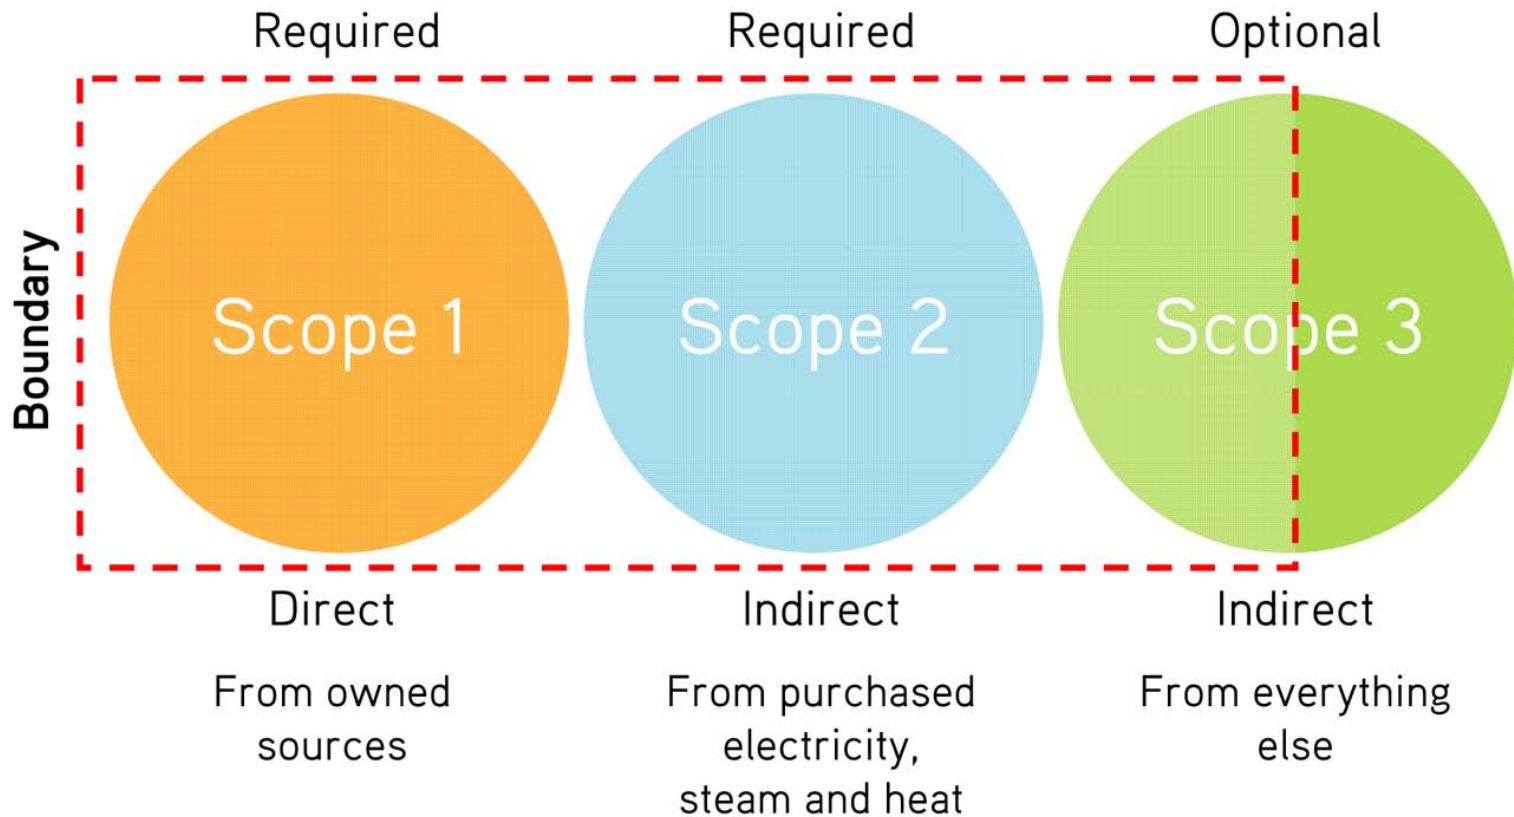 Required
Required
Optional
Boundary
Scope 1
Scope 2
Scope 3
Direct
Indirect
Indirect
From owned
sources
From purchased
electricity,
steam and heat
From everything
else